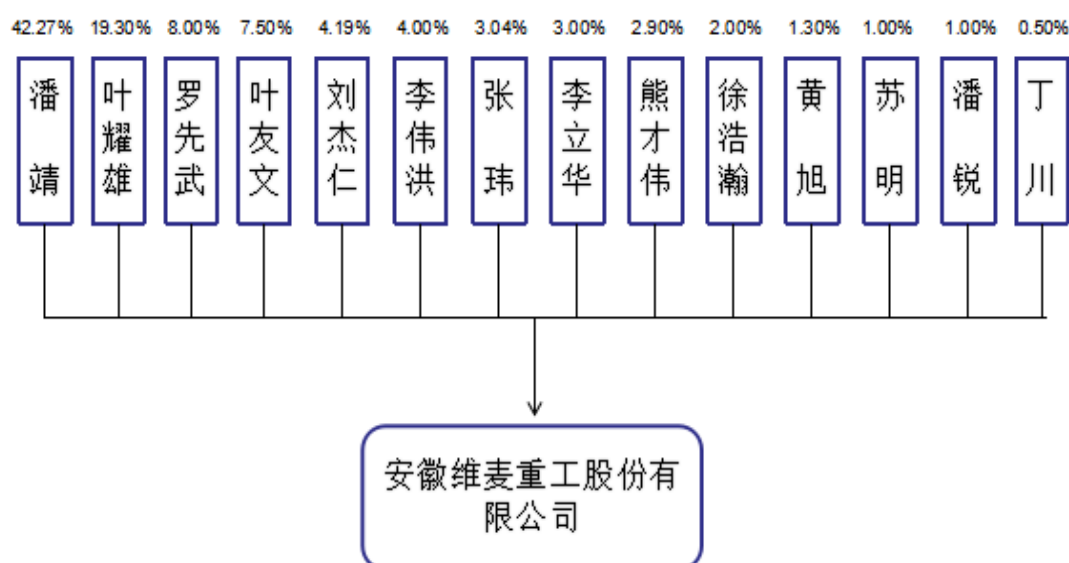 42.27% 19.30% 8.00% 7.50% 4.19% 4.00% 3.04% 3.00% 2.90% 2.00% 1.30% 1.00% 1.00% 0.50%
潘靖
叶耀雄
罗先武
叶友文
刘杰仁
李伟洪
张玮
李立华
熊才伟
徐浩瀚
黄旭
苏明
潘锐
丁川
安徽维麦重工股份有
限公司